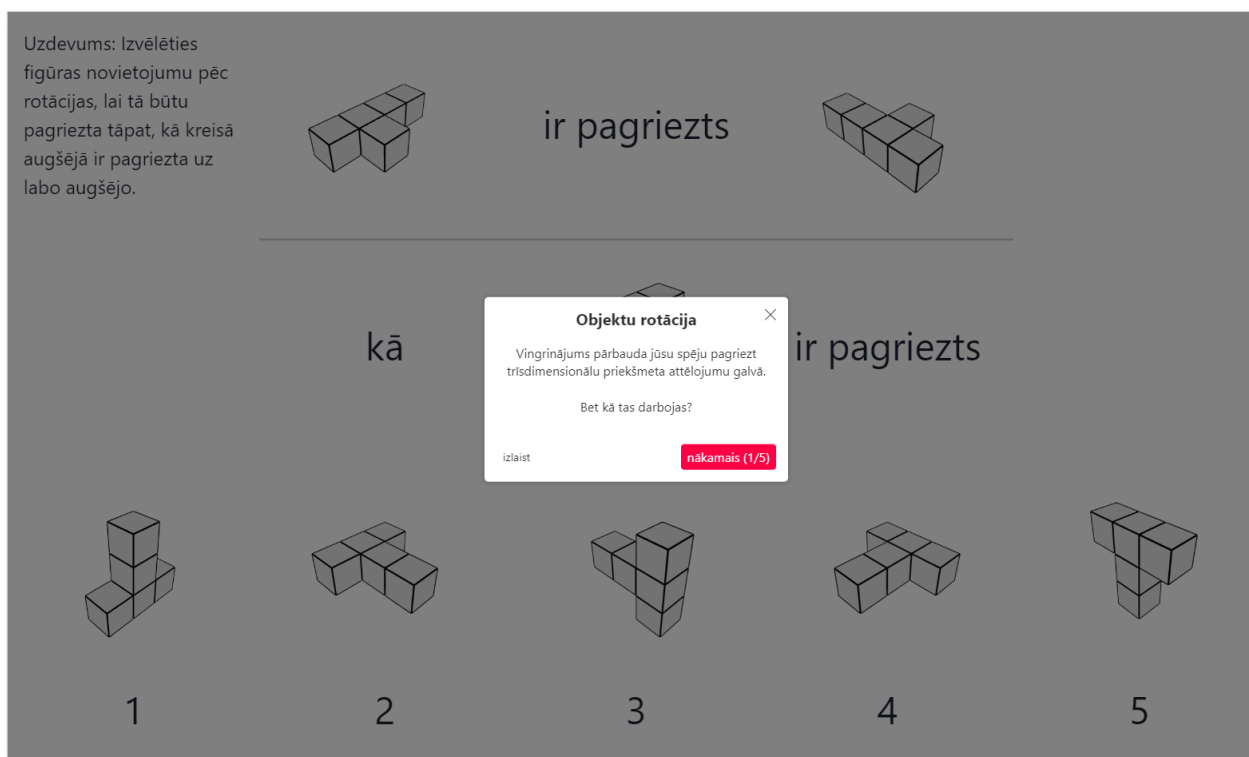 Uzdevums: Izvēlēties
figūras novietojumu pēc
rotācijas, lai tā būtu
pagriezta tāpat, kā kreisā
augšējā ir pagriezta uz
labo augšējo.
ir pagriezts
kā
ir pagriezts
Objektu rotācija
Vingrinājums pārbauda jūsu spēju pagriezt
trīsdimensionālu priekšmeta attēlojumu galvā.
Bet kā tas darbojas?
izlaist
nākamais (1/5)
1
2
3
4
5